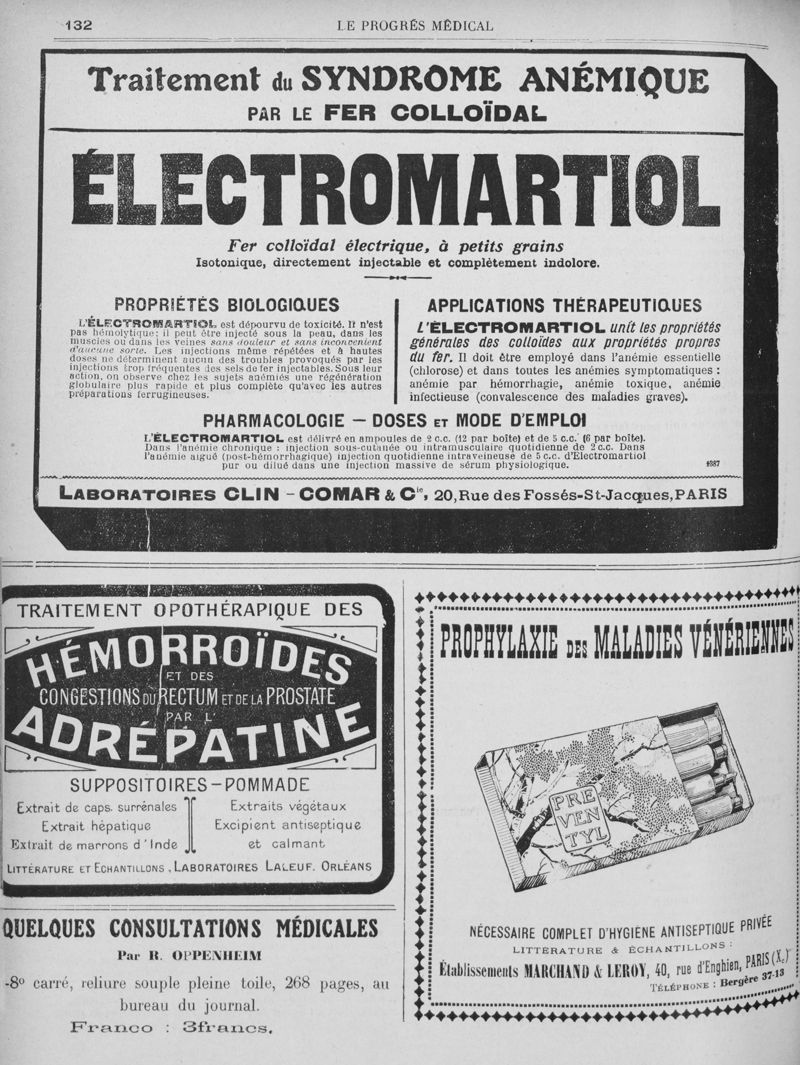 132
LE PROGRÉS MÉDICAL
Traitement du SYNDROME ANÉMIQUE
PAR LE FER COLLOÏDAL
ÉLECTROMARTIOL
Fer colloïdal électrique, à petits grains
Isotonique, directement injectable et complètement indolore.
PROPRIÉTÉS BIOLOGIQUES
L'ÉLECTROMARTIOL est dépourvu de toxicité. Il n'est
pas hémolytique; il peut être injecté sous la peau, dans les
muscles ou dans les veines sans douleur et sans inconvenient
d'aucune sorte. Les injections même répétées et à hautes
doses ne déterminent aucun des troubles provoqués par les
injections trop fréquentes des sels de fer injectables. Sous leur
action, on observe chez les sujets anémiés une régénération
globulaire plus rapide et plus complète qu'avec les autres
préparations ferrugineuses.
APPLICATIONS THÉRAPEUTIQUES
L'ÉLECTROMARTIOL unit les propriétés
générales des colloïdes aux propriétés propres
du fer. Il doit être employé dans l'anémie essentielle
(chlorose) et dans toutes les anémies symptomatiques :
anémie par hémorrhagie, anémie toxique, anémie
infectieuse (convalescence des maladies graves).
PHARMACOLOGIE — DOSES ET MODE D'EMPLOI
L'ÉLECTROMARTIOL est délivré en ampoules de 2 c.c. (12 par boîte) et de 5 c.c. (6 par boîte).
Dans l'anémie chronique : injection sous-cutanée ou intramusculaire quotidienne de 2 c.c. Dans
l'anémie aiguë (post-hémorrhagique) injection quotidienne intraveineuse de 5 c.c. d'Electromartiol
pur ou dilué dans une injection massive de sérum physiologique.
1387
LABORATOIRES CLIN - COMAR & Cie, 20, Rue des Fossés-St-Jacques, PARIS
TRAITEMENT OPOTHÉRAPIQUE DES
HÉMORROÏDES
ET DES
CONGESTIONS DU RECTUM ET DE LA PROSTATE
PAR L'
ADRÉPATINE
SUPPOSITOIRES - POMMADE
Extrait de caps. surrénales
Extrait hépatique
Extrait de marrons d'Inde
Extraits végétaux
Excipient antiseptique
et calmant
LITTÉRATURE ET ECHANTILLONS, LABORATOIRES LALEUF. ORLÉANS
QUELQUES CONSULTATIONS MÉDICALES
Par R. OPPENHEIM
-8º carré, reliure souple pleine toile, 268 pages, au
bureau du journal.
Franco : 3francs.
PROPHYLAXIE DES MALADIES VÉNÉRIENNES
PRE
VEN
TYL
NÉCESSAIRE COMPLET D'HYGIÈNE ANTISEPTIQUE PRIVÉE
LITTÉRATURE & ÉCHANTILLONS :
Établissements MARCHAND & LEROY, 40, rue d'Enghien, PARIS (Xe)
TÉLÉPHONE : Bergère 37-13